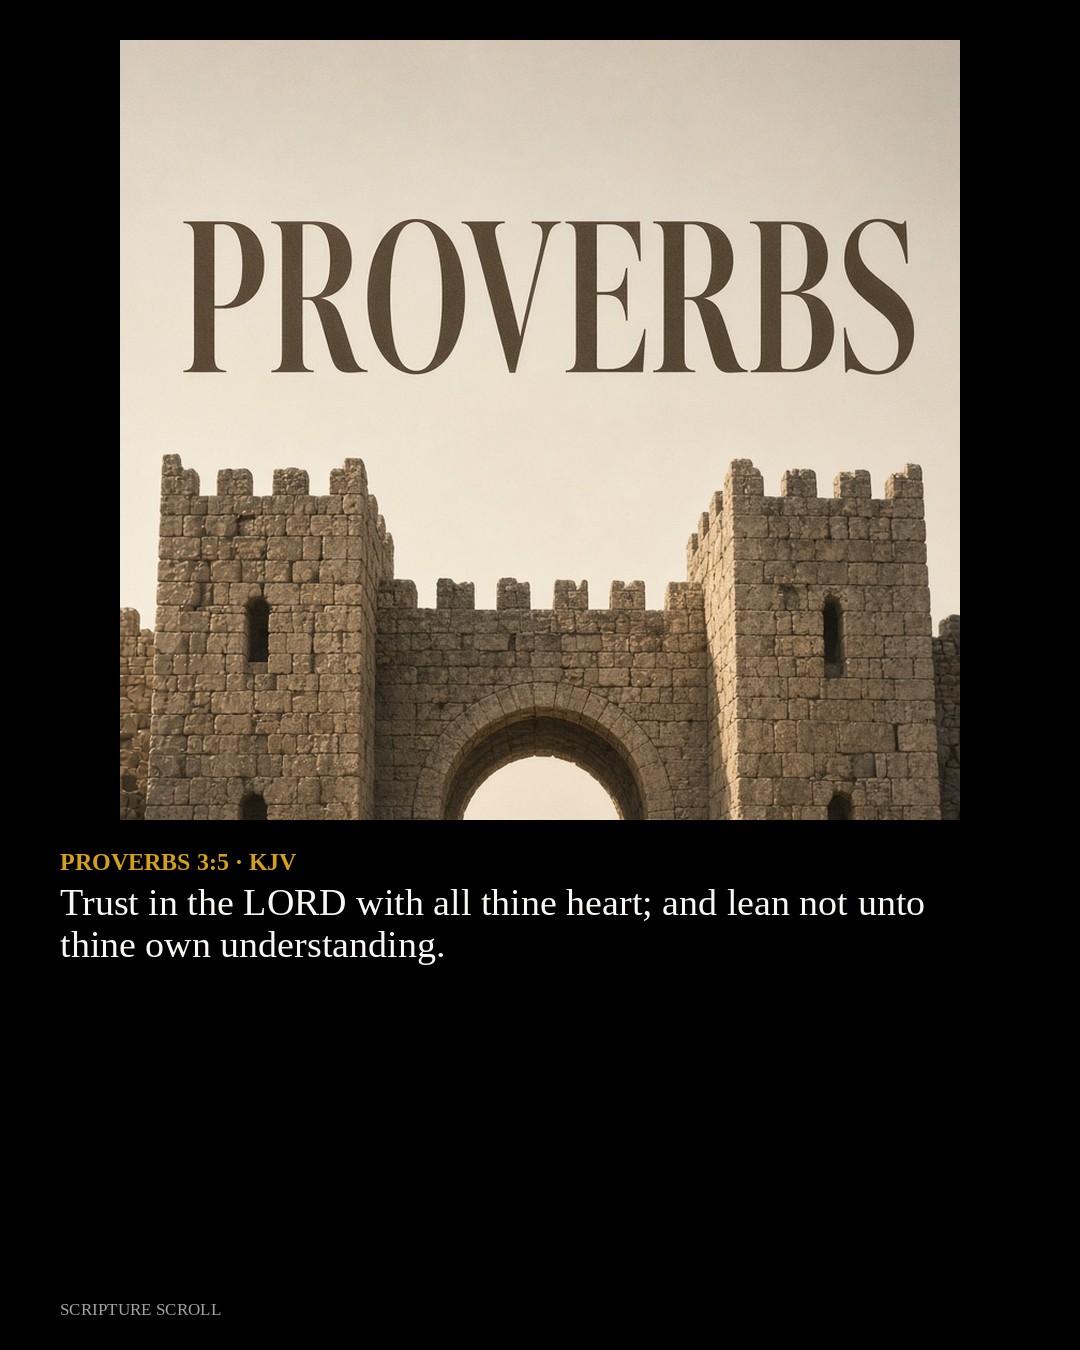 PROVERBS
PROVERBS 3:5 · KJV
Trust in the LORD with all thine heart; and lean not unto
thine own understanding.
SCRIPTURE SCROLL